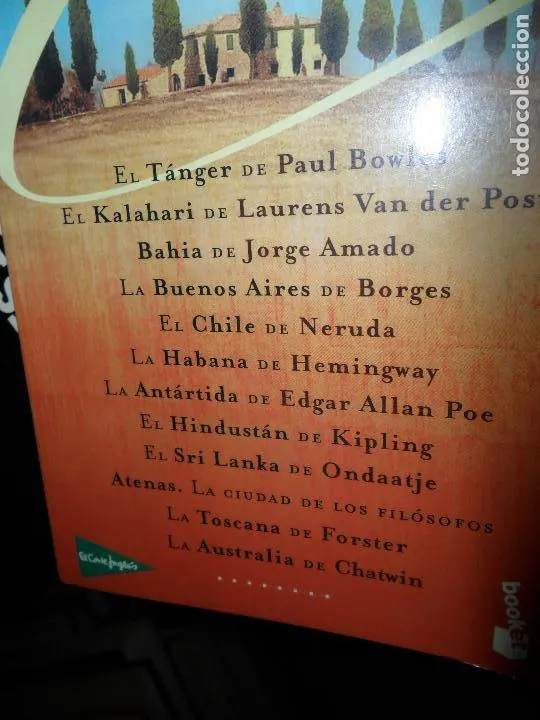 El Tánger de Paul Bowles
El Kalahari de Laurens Van der Post
Bahia de Jorge Amado
La Buenos Aires de Borges
El Chile de Neruda
La Habana de Hemingway
La Antártida de Edgar Allan Poe
El Hindustán de Kipling
El Sri Lanka de Ondaatje
Atenas. La ciudad de los filósofos
La Toscana de Forster
La Australia de Chatwin
.........
El Corte Inglés
booket
todocoleccion